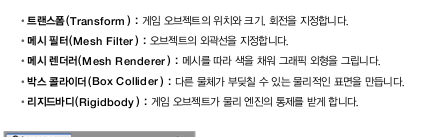 • 트랜스폼(Transform) : 게임 오브젝트의 위치와 크기, 회전을 지정합니다.
• 메시 필터(Mesh Filter) : 오브젝트의 외곽선을 지정합니다.
• 메시 렌더러(Mesh Renderer) : 메시를 따라 색을 채워 그래픽 외형을 그립니다.
• 박스 콜라이더(Box Collider) : 다른 물체가 부딪칠 수 있는 물리적인 표면을 만듭니다.
• 리지드바디(Rigidbody) : 게임 오브젝트가 물리 엔진의 통제를 받게 합니다.